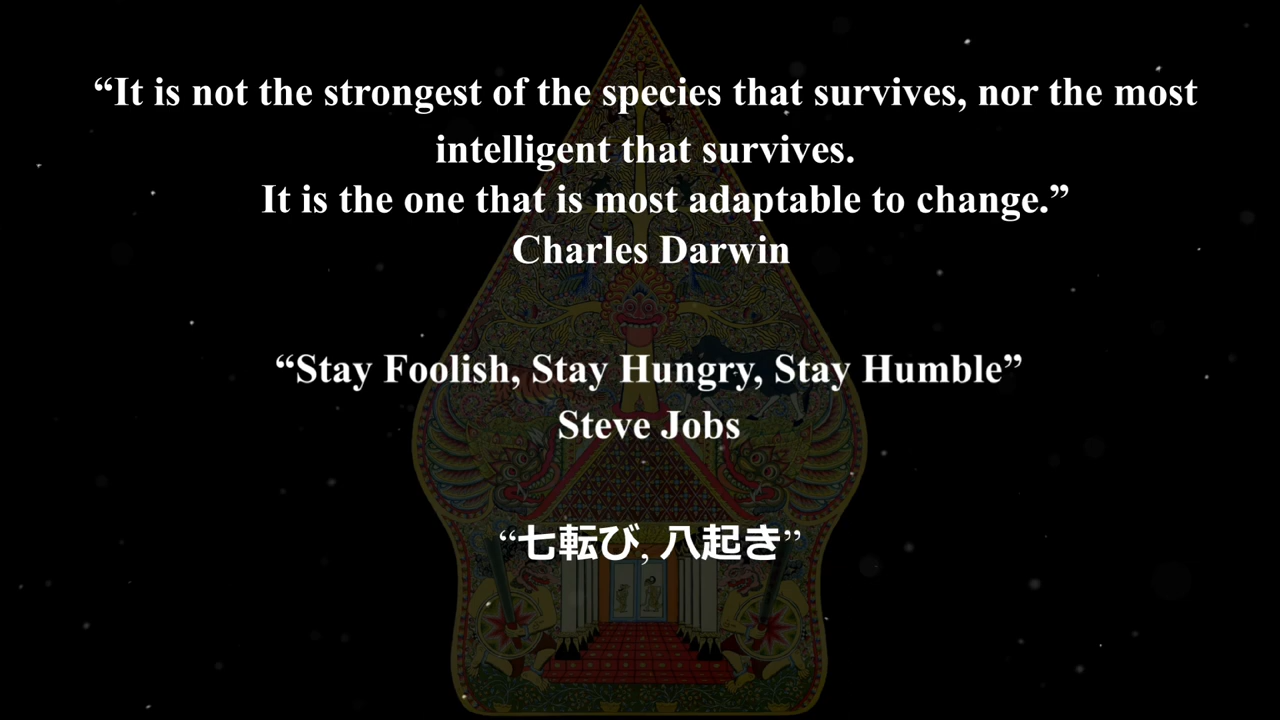 “It is not the strongest of the species that survives, nor the most
intelligent that survives.
It is the one that is most adaptable to change.”
Charles Darwin
“Stay Foolish, Stay Hungry, Stay Humble”
Steve Jobs
“七転び, 八起き”